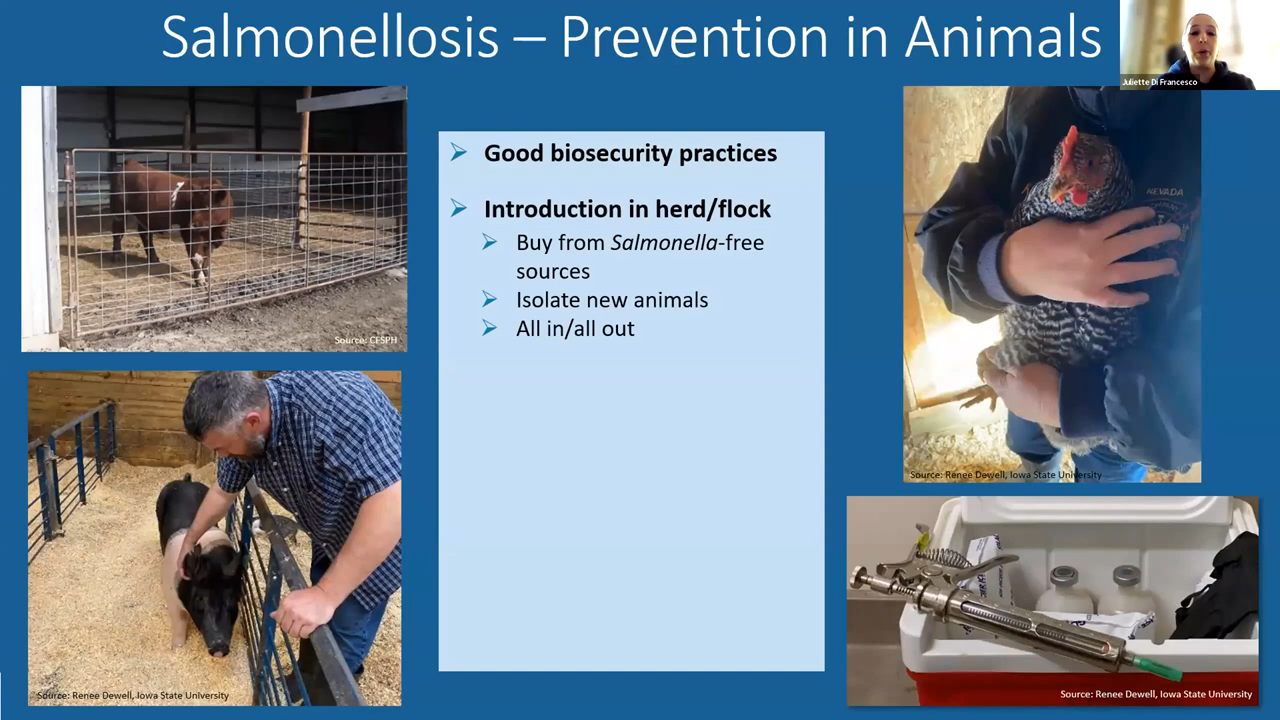 Salmonellosis – Prevention in Animals
Juliette Di Francesco
Good biosecurity practices
Introduction in herd/flock
Buy from Salmonella-free
sources
Isolate new animals
All in/all out
Source: CFSPH
NEVADA
Source: Renee Dewell, Iowa State University
Source: Renee Dewell, Iowa State University
Source: Renee Dewell, Iowa State University